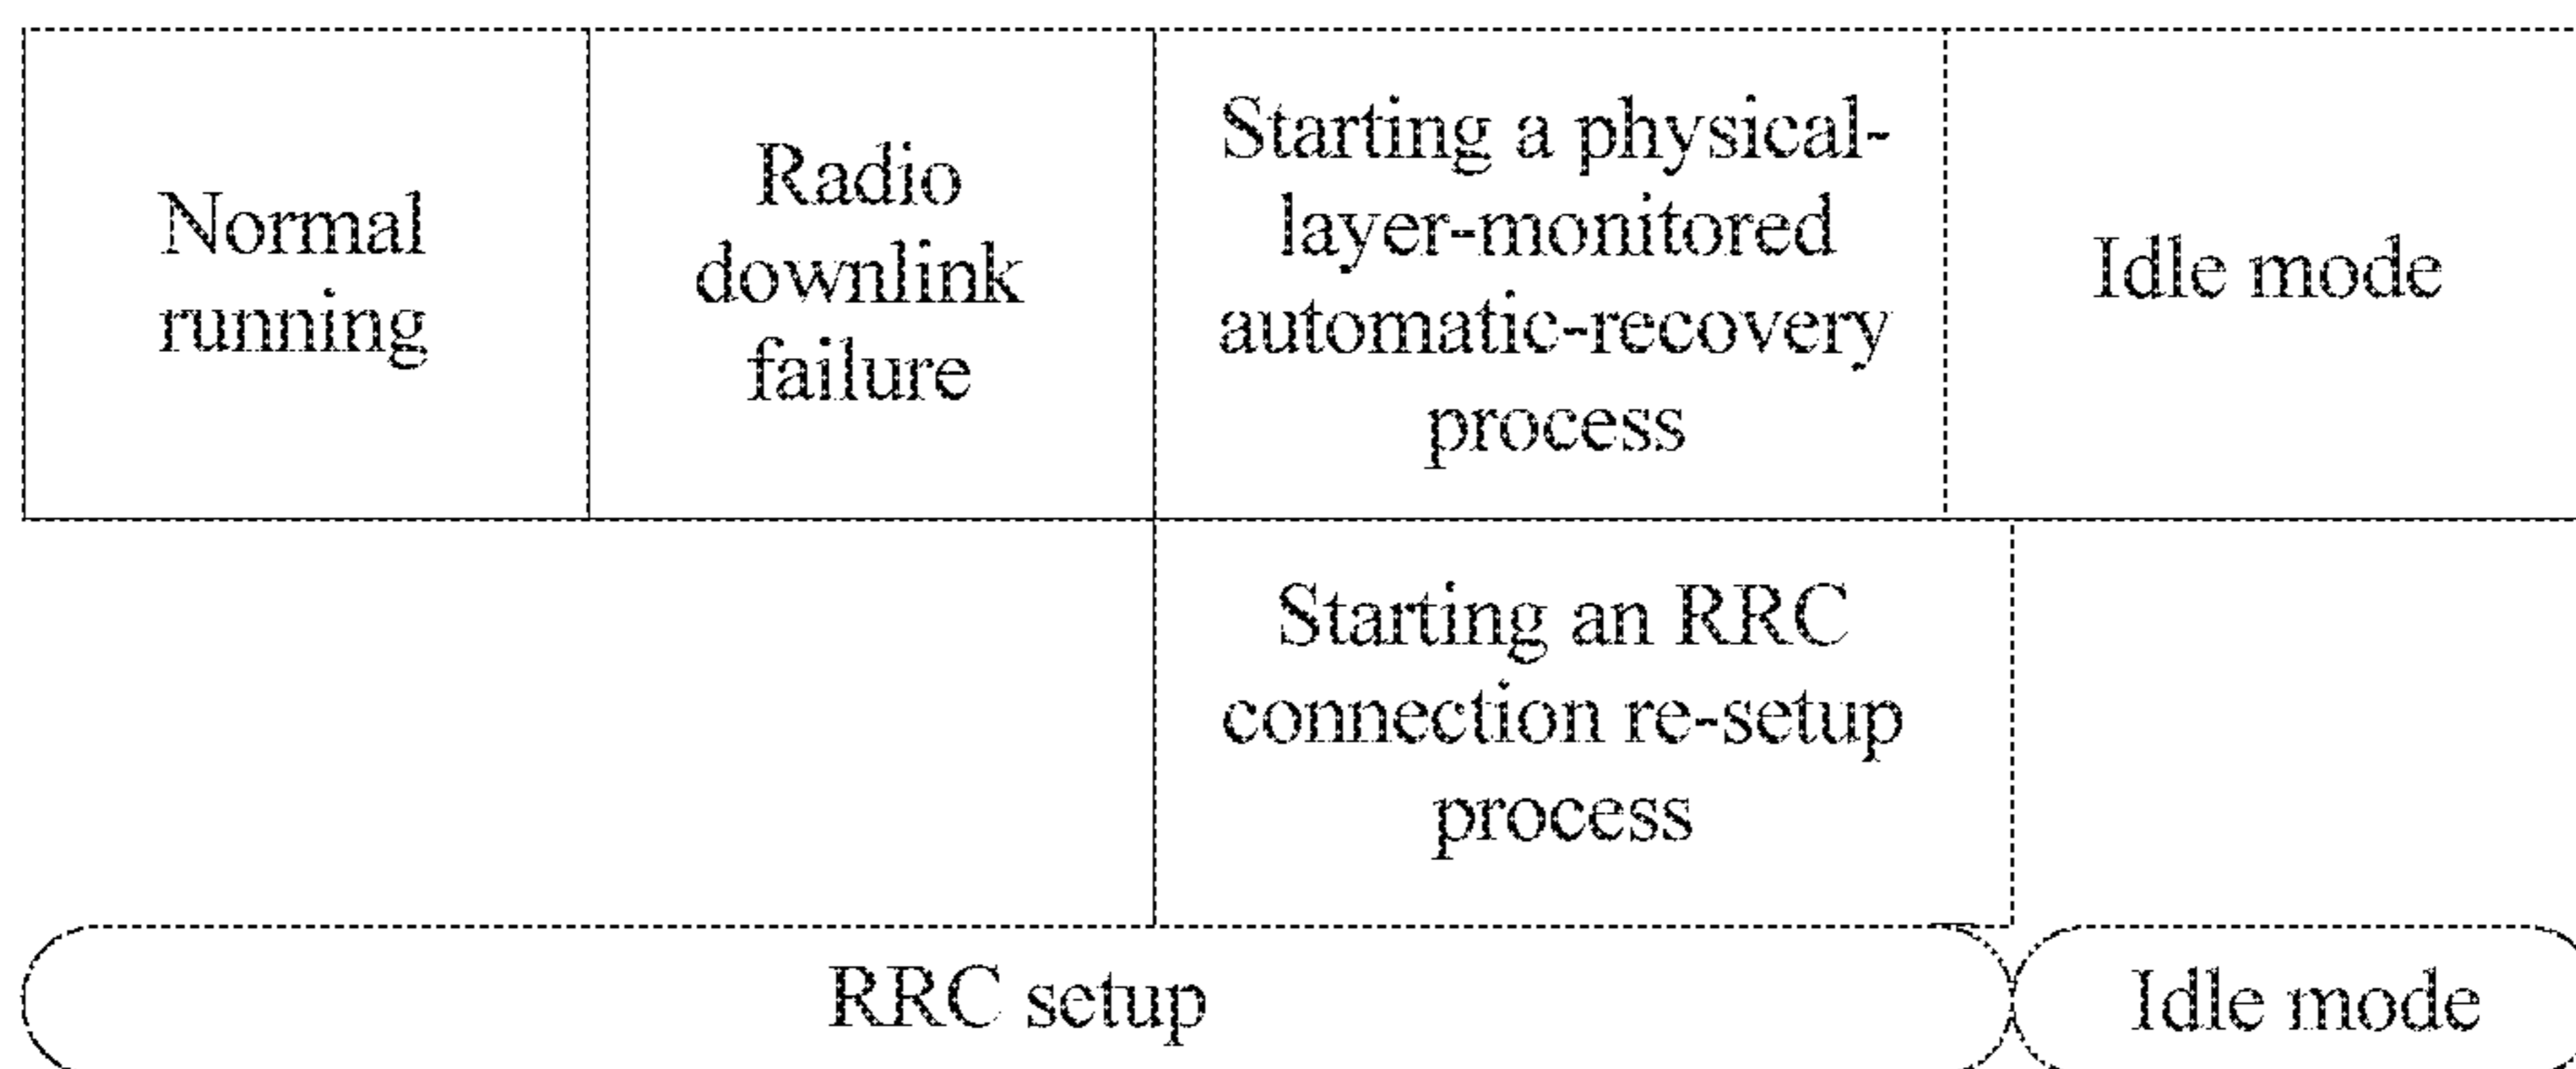 Normal
running
Radio
downlink
failure
Starting a physical-
layer-monitored
automatic-recovery
process
Idle mode
Starting an RRC
connection re-setup
process
RRC setup
Idle mode